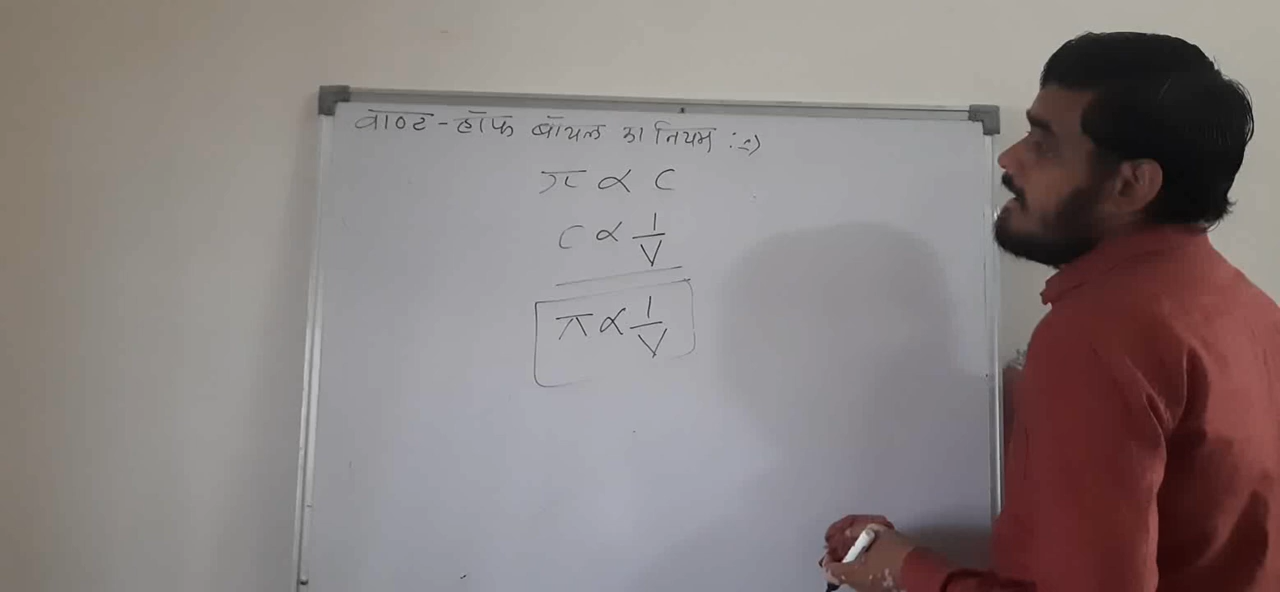 वाण्ट-हॉफ बॉयल का नियम :⇒
π ∝ C
C ∝ 1/V
π ∝ 1/V